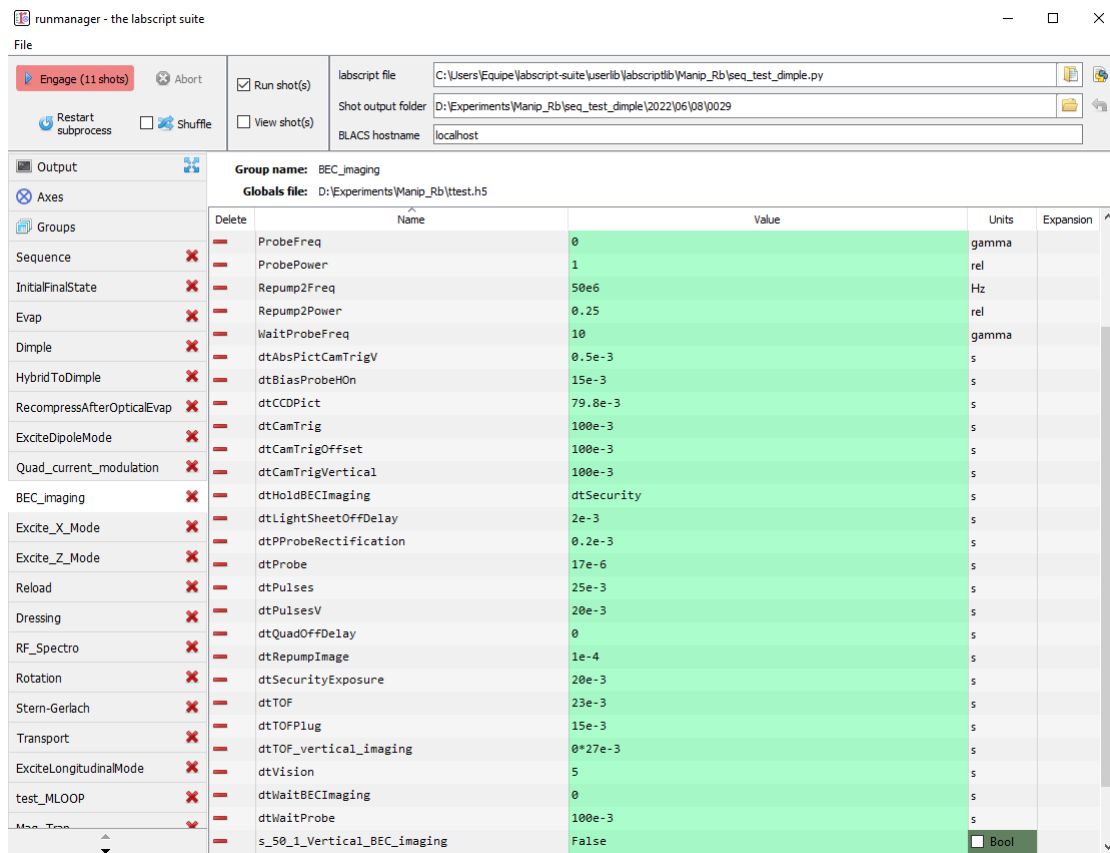 runmanager - the labscript suite
File
Engage (11 shots)
Abort
Restart subprocess
Shuffle
Run shot(s)
View shot(s)
labscript file
C:\Users\Equipe\labscript-suite\userlib\labscriptlib\Manip_Rb\seq_test_dimple.py
Shot output folder
D:\Experiments\Manip_Rb\seq_test_dimple\2022\06\08\0029
BLACS hostname
localhost
Output
Axes
Groups
Sequence
InitialFinalState
Evap
Dimple
HybridToDimple
RecompressAfterOpticalEvap
ExciteDipoleMode
Quad_current_modulation
BEC_imaging
Excite_X_Mode
Excite_Z_Mode
Reload
Dressing
RF_Spectro
Rotation
Stern-Gerlach
Transport
ExciteLongitudinalMode
test_MLOOP
Group name: BEC_imaging
Globals file: D:\Experiments\Manip_Rb\ttest.h5
Delete Name Value Units Expansion
ProbeFreq 0 gamma
ProbePower 1 rel
Repump2Freq 50e6 Hz
Repump2Power 0.25 rel
WaitProbeFreq 10 gamma
dtAbsPictCamTrigV 0.5e-3 s
dtBiasProbeHOn 15e-3 s
dtCCDPict 79.8e-3 s
dtCamTrig 100e-3 s
dtCamTrigOffset 100e-3 s
dtCamTrigVertical 100e-3 s
dtHoldBECImaging dtSecurity s
dtLightSheetOffDelay 2e-3 s
dtPProbeRectification 0.2e-3 s
dtProbe 17e-6 s
dtPulses 25e-3 s
dtPulsesV 20e-3 s
dtQuadOffDelay 0 s
dtRepumpImage 1e-4 s
dtSecurityExposure 20e-3 s
dtTOF 23e-3 s
dtTOFPlug 15e-3 s
dtTOF_vertical_imaging 0*27e-3 s
dtVision 5 s
dtWaitBECImaging 0 s
dtWaitProbe 100e-3 s
s_50_1_Vertical_BEC_imaging False Bool